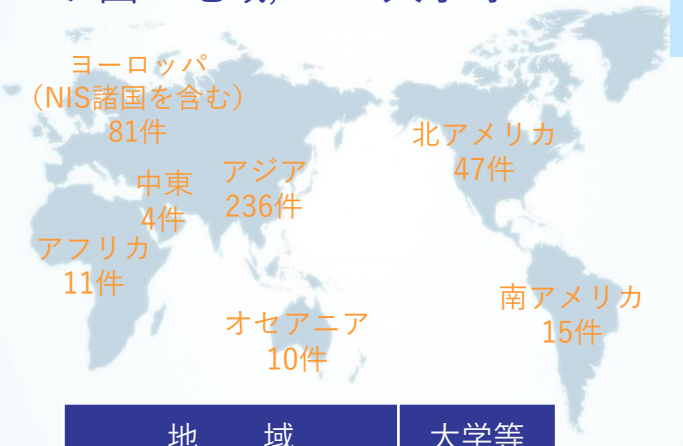 ヨーロッパ
（NIS諸国を含む）
81件
中東
4件
アジア
236件
アフリカ
11件
オセアニア
10件
北アメリカ
47件
南アメリカ
15件
地　域
大学等